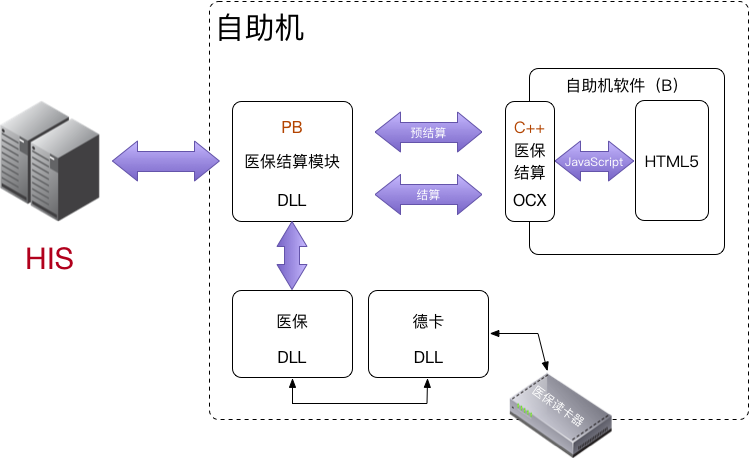 自助机
自助机软件（B）
PB
医保结算模块
DLL
预结算
结算
C++
医保
结算
OCX
JavaScript
HTML5
HIS
医保
DLL
德卡
DLL
医保读卡器